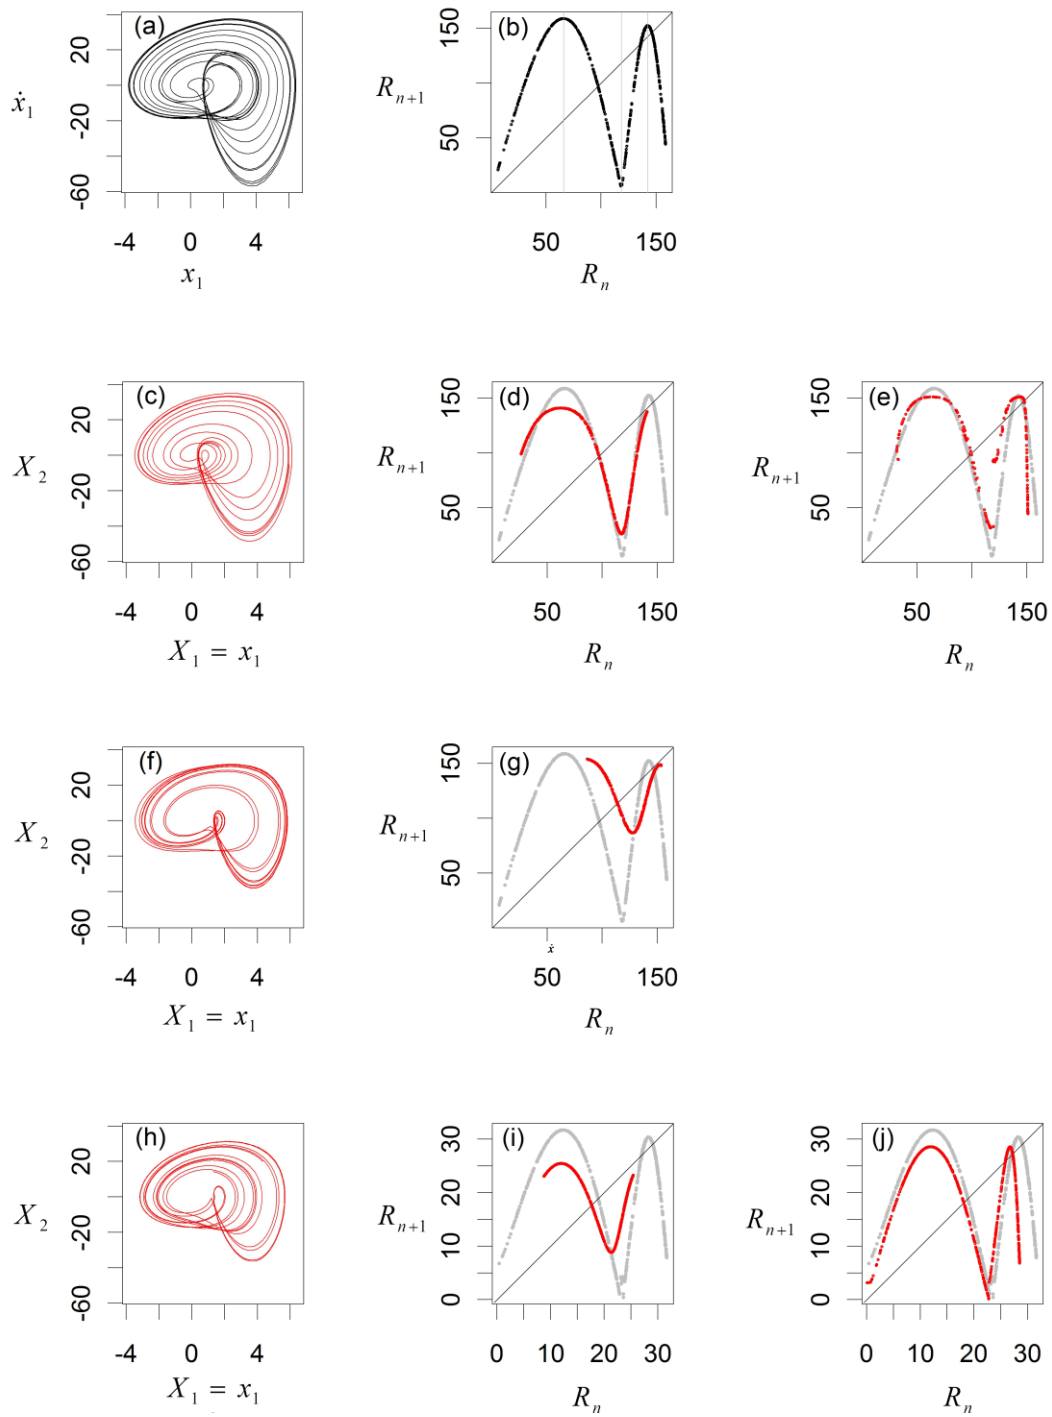 (a)
20
-20
-60
ẋ₁
-4 0 4
x₁
(b)
150
50
Rₙ₊₁
50 150
Rₙ
(c)
20
-20
-60
X₂
-4 0 4
X₁ = x₁
(d)
150
50
Rₙ₊₁
50 150
Rₙ
(e)
150
50
Rₙ₊₁
50 150
Rₙ
(f)
20
-20
-60
X₂
-4 0 4
X₁ = x₁
(g)
150
50
Rₙ₊₁
ẋ
50 150
Rₙ
(h)
20
-20
-60
X₂
-4 0 4
X₁ = x₁
(i)
30
20
10
0
Rₙ₊₁
0 10 20 30
Rₙ
(j)
30
20
10
0
Rₙ₊₁
0 10 20 30
Rₙ